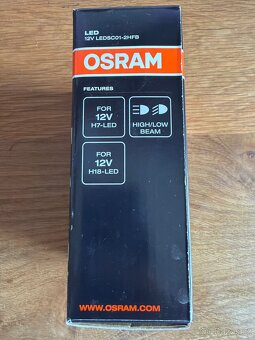 LED
12V LEDSC01-2HFB
OSRAM
FEATURES
FOR
12V
H7-LED
HIGH/LOW
BEAM
FOR
12V
H18-LED
WWW.OSRAM.COM